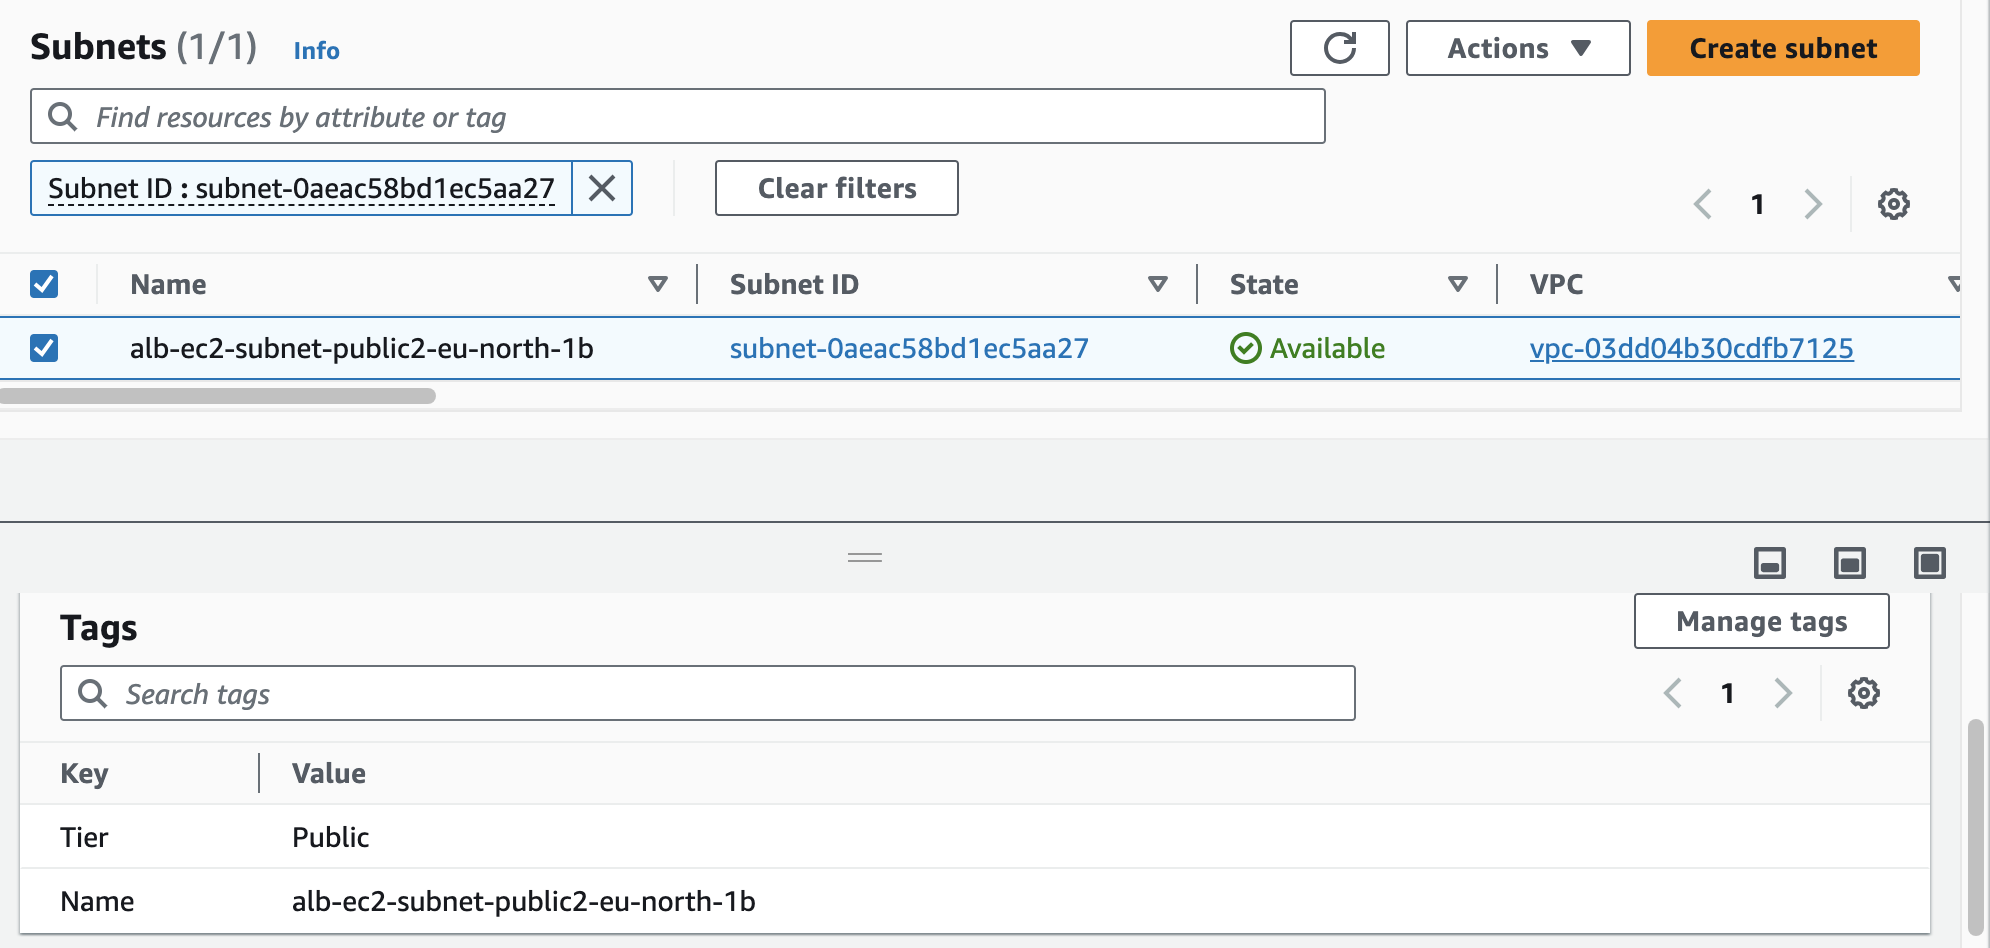 Subnets (1/1) Info
Actions
Create subnet
Find resources by attribute or tag
Subnet ID : subnet-0aeac58bd1ec5aa27
Clear filters
1
Name Subnet ID State VPC
alb-ec2-subnet-public2-eu-north-1b subnet-0aeac58bd1ec5aa27 Available vpc-03dd04b30cdfb7125
Tags
Manage tags
Search tags
1
Key Value
Tier Public
Name alb-ec2-subnet-public2-eu-north-1b